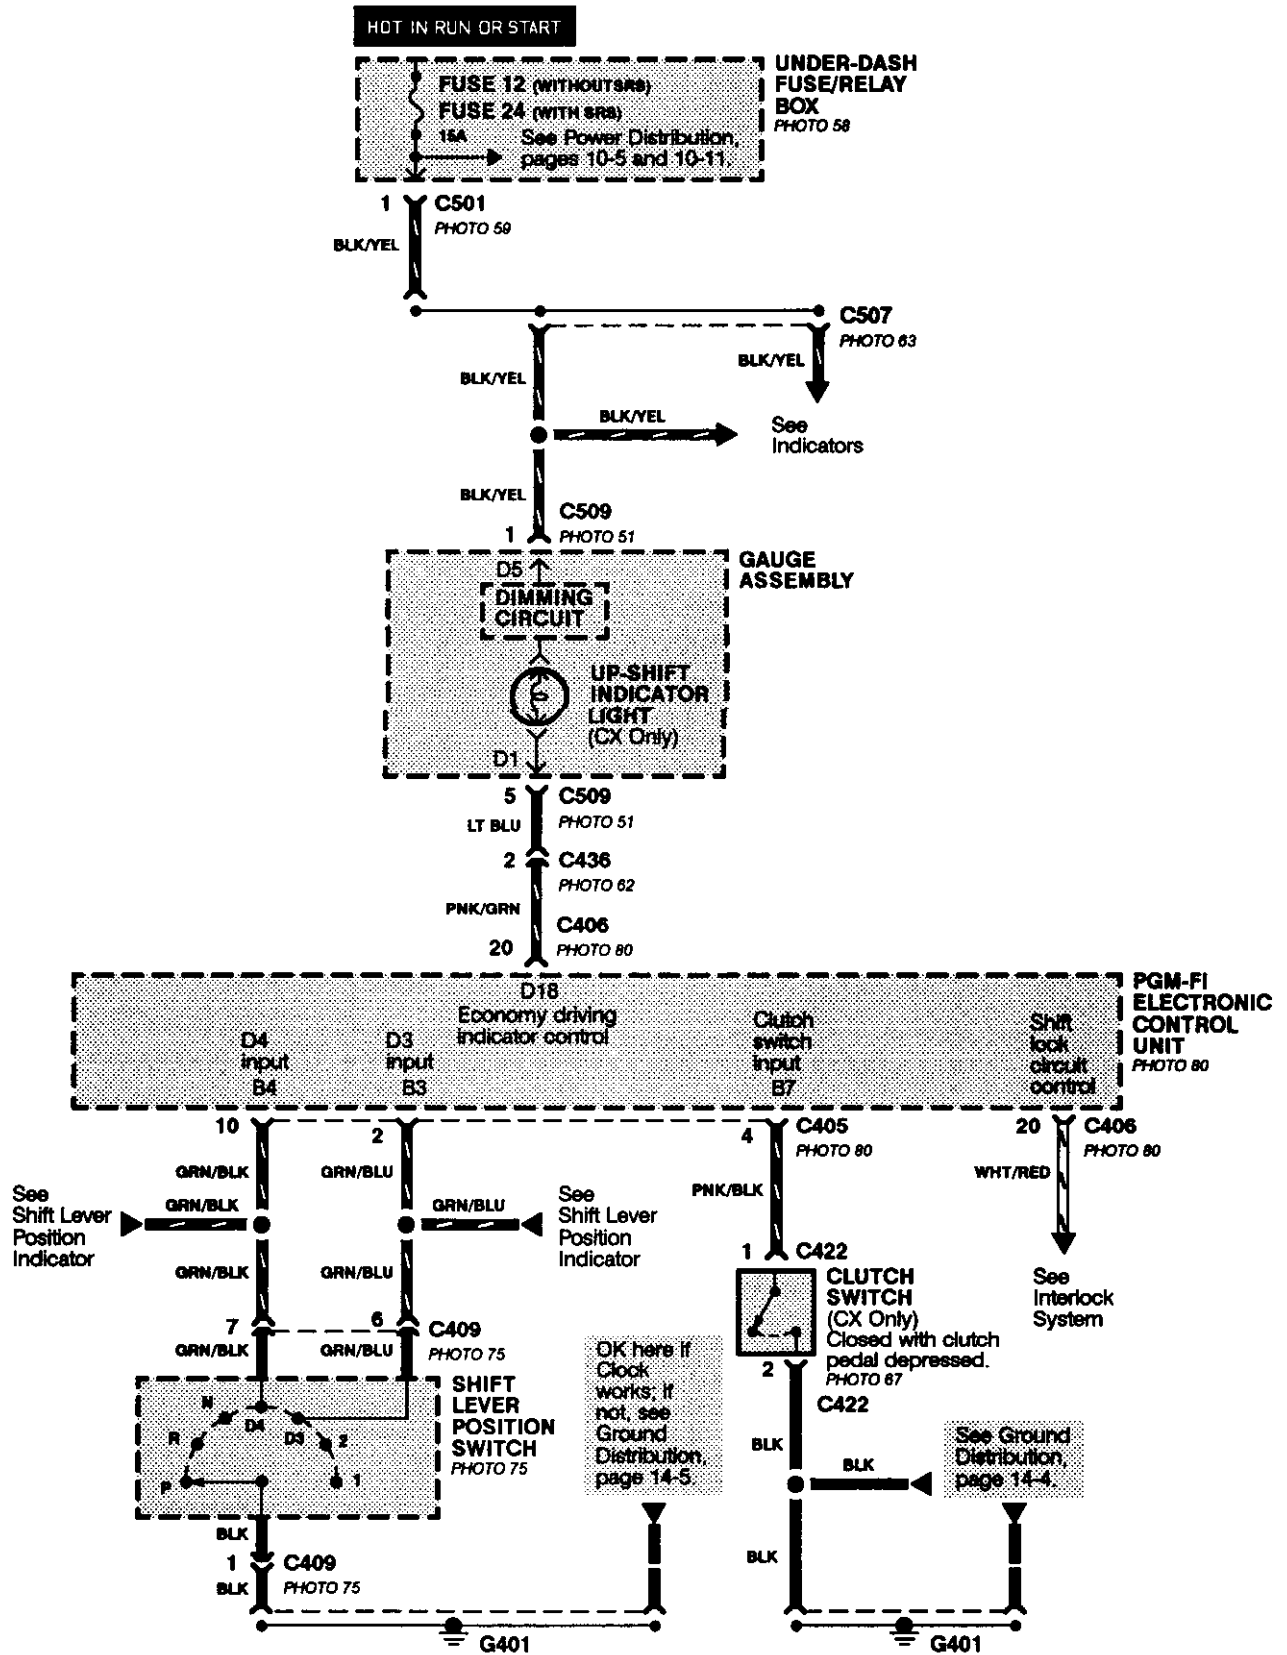 HOT IN RUN OR START
UNDER-DASH
FUSE/RELAY
BOX
PHOTO 58
FUSE 12 (WITHOUT SRS)
FUSE 24 (WITH SRS)
15A
See Power Distribution,
pages 10-5 and 10-11.
1
C501
PHOTO 59
BLK/YEL
C507
PHOTO 63
BLK/YEL
BLK/YEL
BLK/YEL
See
Indicators
BLK/YEL
C509
1
PHOTO 51
GAUGE
ASSEMBLY
D5
DIMMING
CIRCUIT
UP-SHIFT
INDICATOR
LIGHT
(CX Only)
D1
5
C509
PHOTO 51
LT BLU
2
C436
PHOTO 62
PNK/GRN
C406
20
PHOTO 80
PGM-FI
ELECTRONIC
CONTROL
UNIT
PHOTO 80
D18
Economy driving
indicator control
D4
input
B4
D3
input
B3
Clutch
switch
input
B7
Shift
lock
circuit
control
10
2
4
C405
PHOTO 80
20
C406
PHOTO 80
GRN/BLK
GRN/BLU
PNK/BLK
WHT/RED
See
Shift Lever
Position
Indicator
GRN/BLK
GRN/BLU
See
Shift Lever
Position
Indicator
GRN/BLK
GRN/BLU
1
C422
CLUTCH
SWITCH
(CX Only)
Closed with clutch
pedal depressed.
PHOTO 67
See
Interlock
System
7
6
C409
PHOTO 75
GRN/BLK
GRN/BLU
2
C422
SHIFT
LEVER
POSITION
SWITCH
PHOTO 75
N
D4
D3
R
2
P
1
OK here if
Clock
works; if
not, see
Ground
Distribution,
page 14-5.
BLK
BLK
See Ground
Distribution,
page 14-4.
BLK
1
C409
PHOTO 75
BLK
BLK
G401
G401